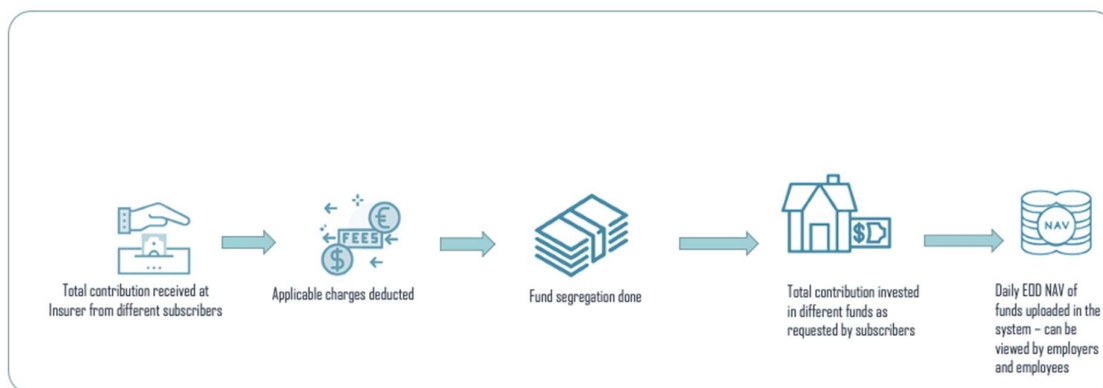 FEES
€
$
$
NAV
Total contribution received at
Insurer from different subscribers
Applicable charges deducted
Fund segregation done
Total contribution invested
in different funds as
requested by subscribers
Daily EOD NAV of
funds uploaded in the
system – can be
viewed by employers
and employees